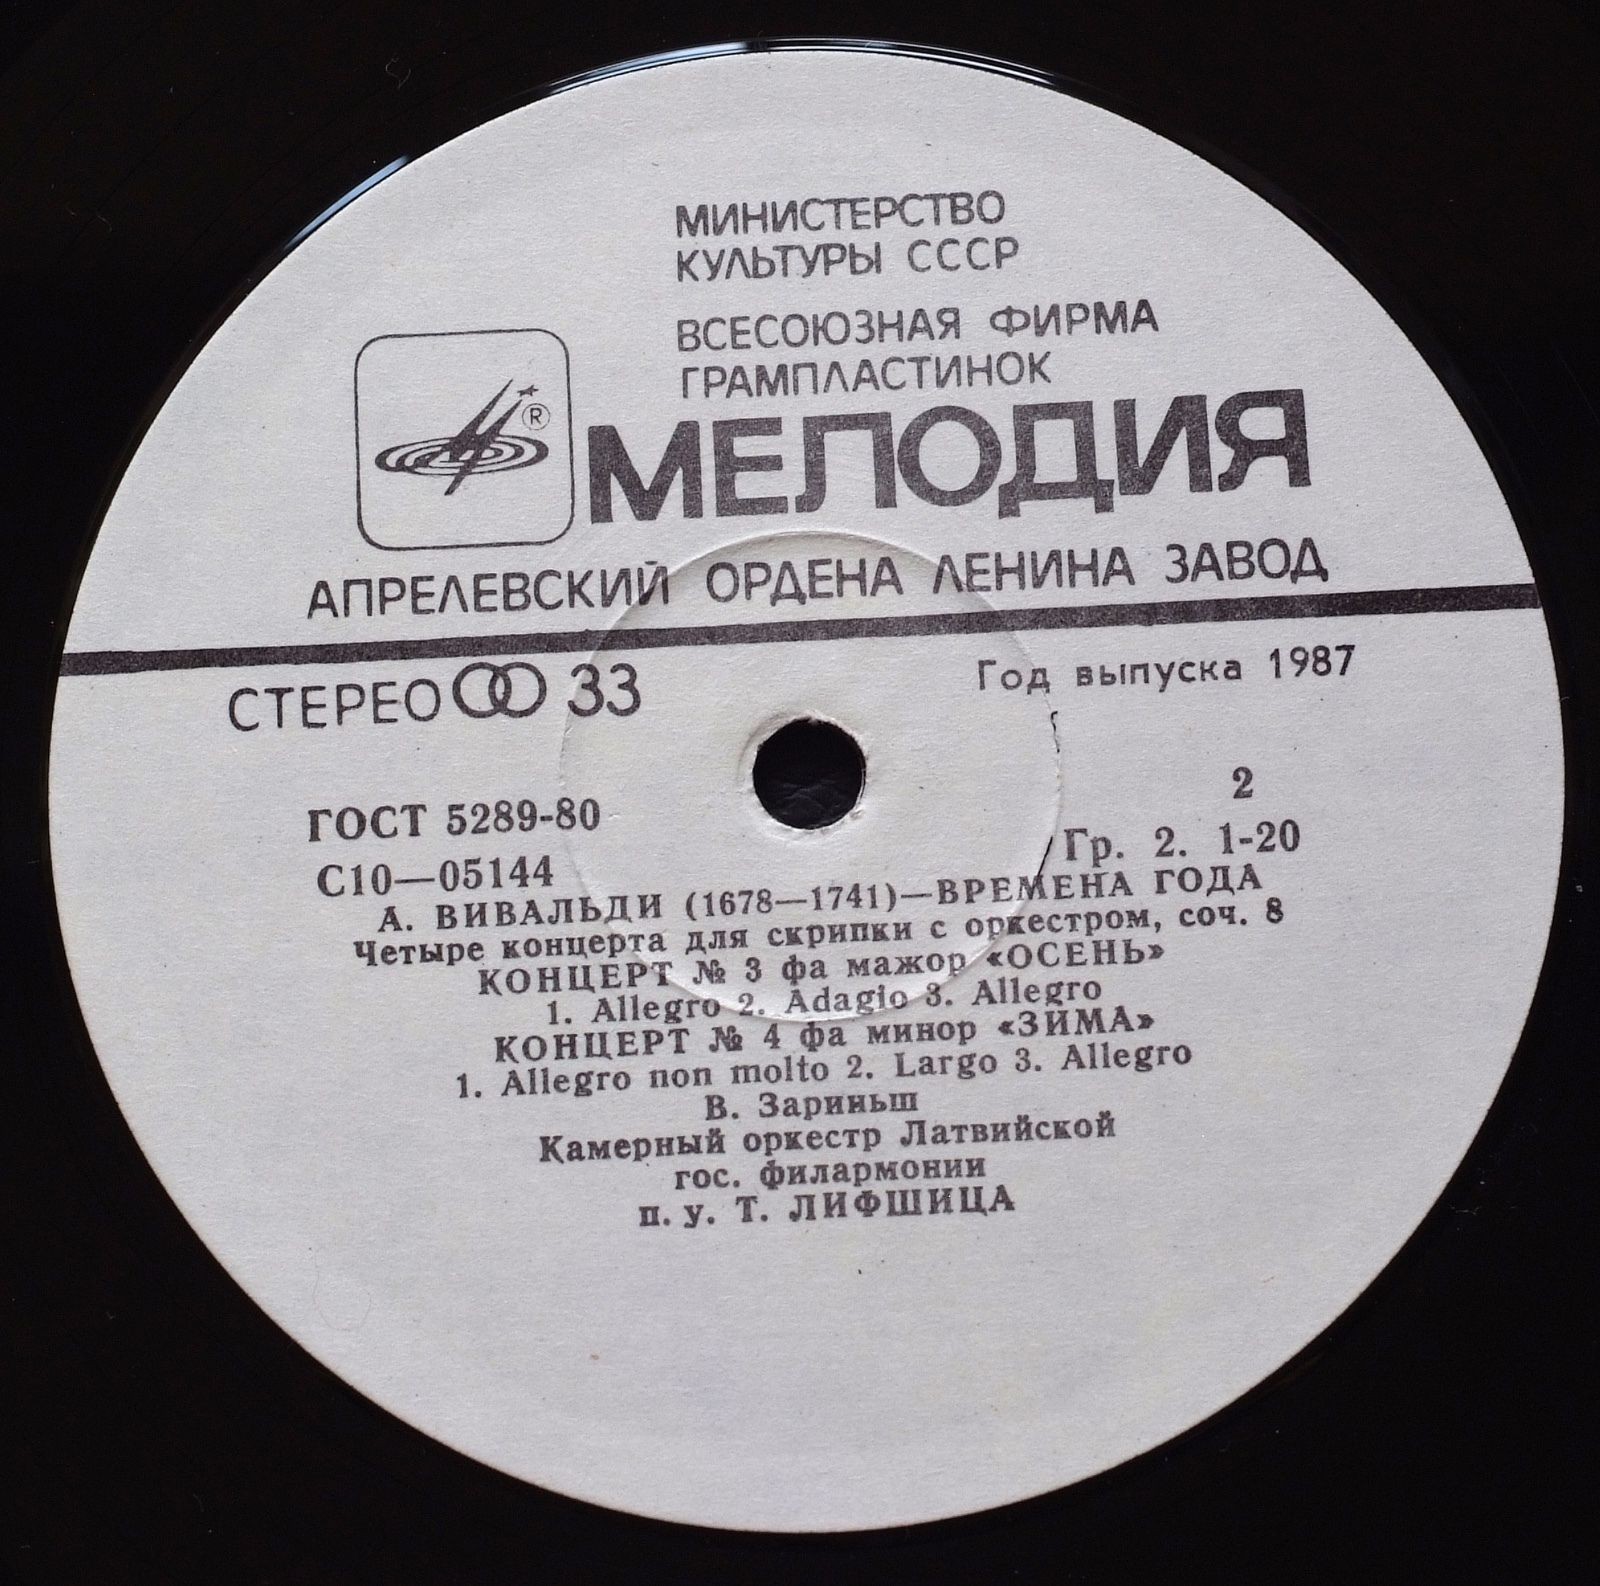 МИНИСТЕРСТВО
КУЛЬТУРЫ СССР
ВСЕСОЮЗНАЯ ФИРМА
ГРАМПЛАСТИНОК
®
МЕЛОДИЯ
АПРЕЛЕВСКИЙ ОРДЕНА ЛЕНИНА ЗАВОД
СТЕРЕО 33
Год выпуска 1987
ГОСТ 5289-80
2
С10—05144
Гр. 2. 1-20
А. ВИВАЛЬДИ (1678—1741)—ВРЕМЕНА ГОДА
Четыре концерта для скрипки с оркестром, соч. 8
КОНЦЕРТ № 3 фа мажор «ОСЕНЬ»
1. Allegro 2. Adagio 3. Allegro
КОНЦЕРТ № 4 фа минор «ЗИМА»
1. Allegro non molto 2. Largo 3. Allegro
В. Зариньш
Камерный оркестр Латвийской
гос. филармонии
п. у. Т. ЛИФШИЦА